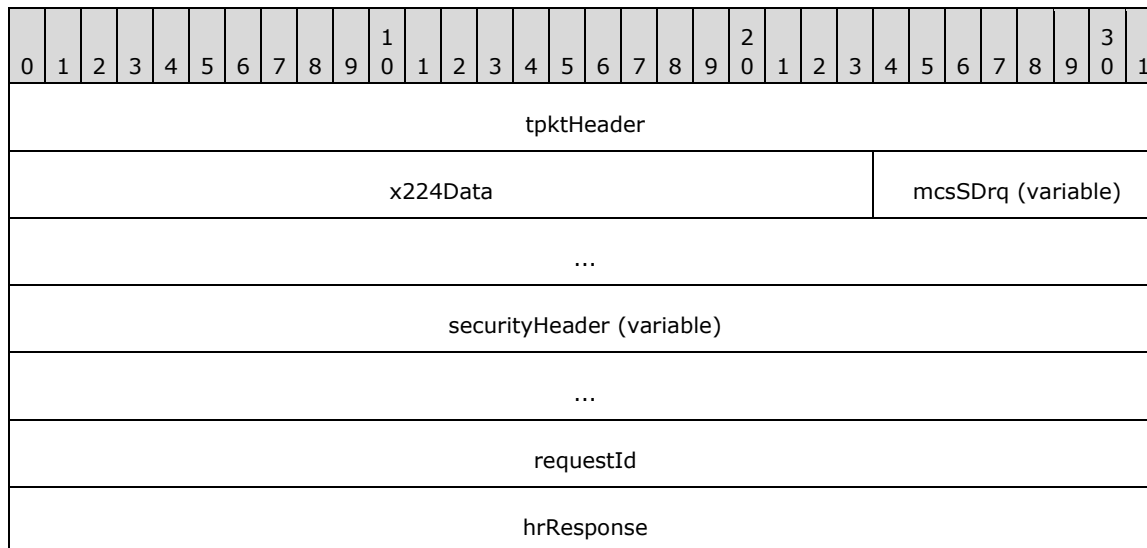 1 2 3
0 1 2 3 4 5 6 7 8 9 0 1 2 3 4 5 6 7 8 9 0 1 2 3 4 5 6 7 8 9 0 1
tpktHeader
x224Data mcsSDrq (variable)
...
securityHeader (variable)
...
requestId
hrResponse